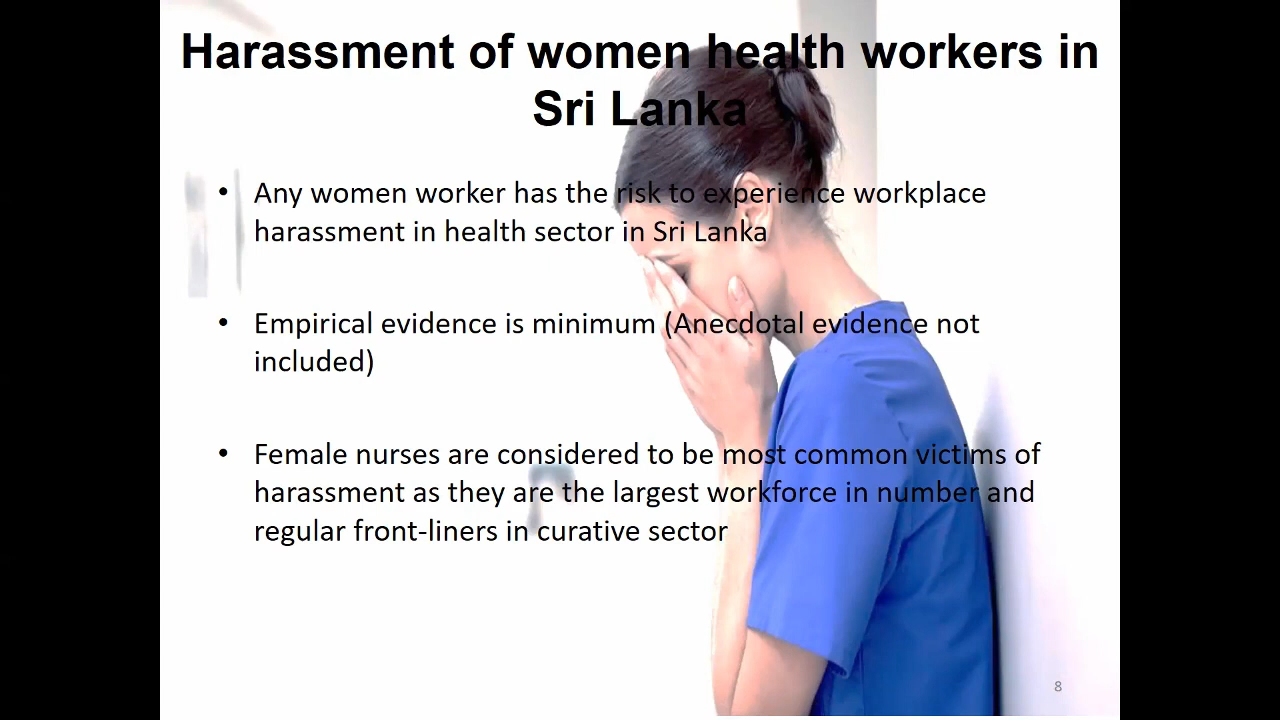 Harassment of women health workers in
Sri Lanka
• Any women worker has the risk to experience workplace
harassment in health sector in Sri Lanka
• Empirical evidence is minimum (Anecdotal evidence not
included)
• Female nurses are considered to be most common victims of
harassment as they are the largest workforce in number and
regular front-liners in curative sector
8